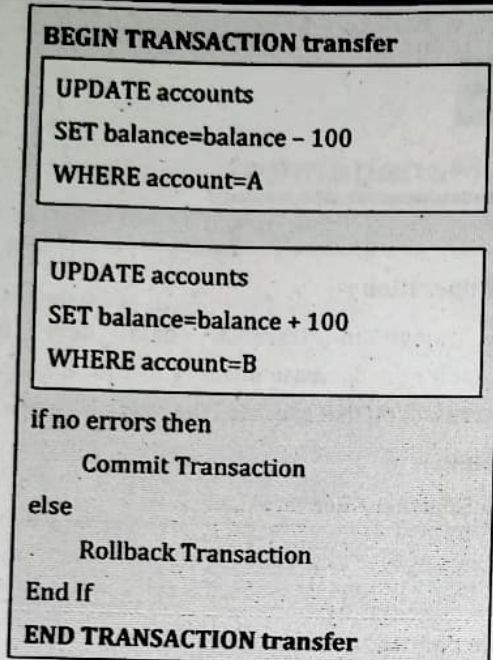 BEGIN TRANSACTION transfer
UPDATE accounts
SET balance=balance – 100
WHERE account=A
UPDATE accounts
SET balance=balance + 100
WHERE account=B
if no errors then
Commit Transaction
else
Rollback Transaction
End If
END TRANSACTION transfer